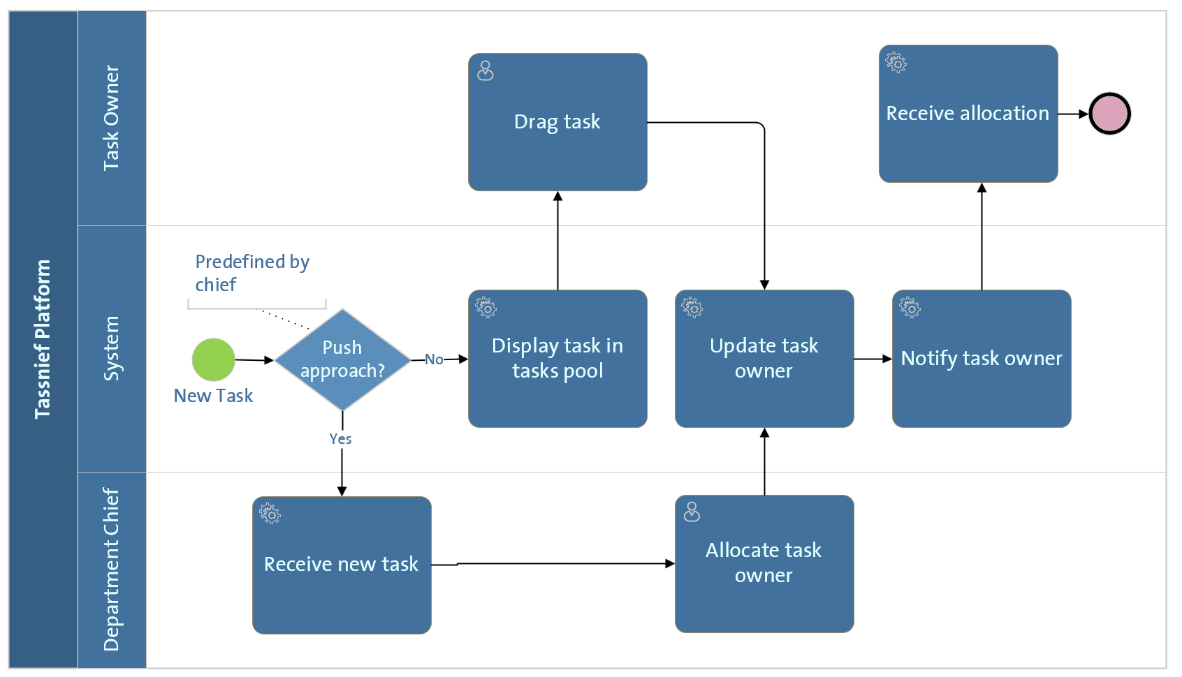 Tassnief Platform
Task Owner
Drag task
Receive allocation
System
Predefined by
chief
New Task
Push
approach?
No
Yes
Display task in
tasks pool
Update task
owner
Notify task owner
Department Chief
Receive new task
Allocate task
owner